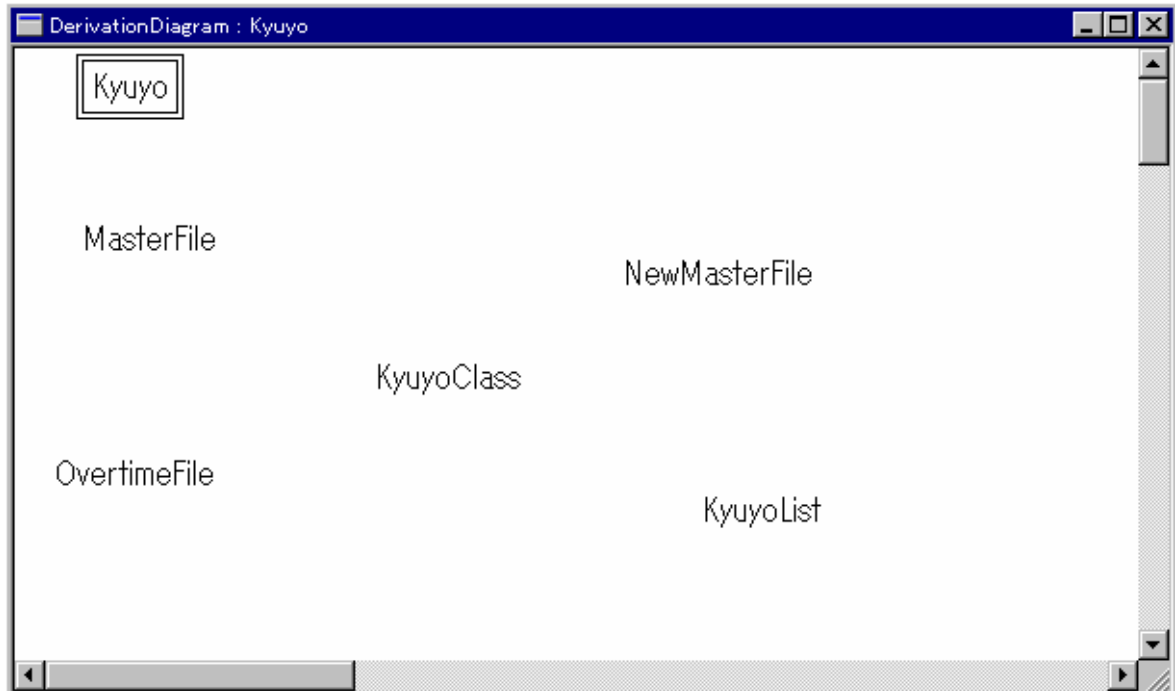 DerivationDiagram : Kyuyo
Kyuyo
MasterFile
NewMasterFile
KyuyoClass
OvertimeFile
KyuyoList